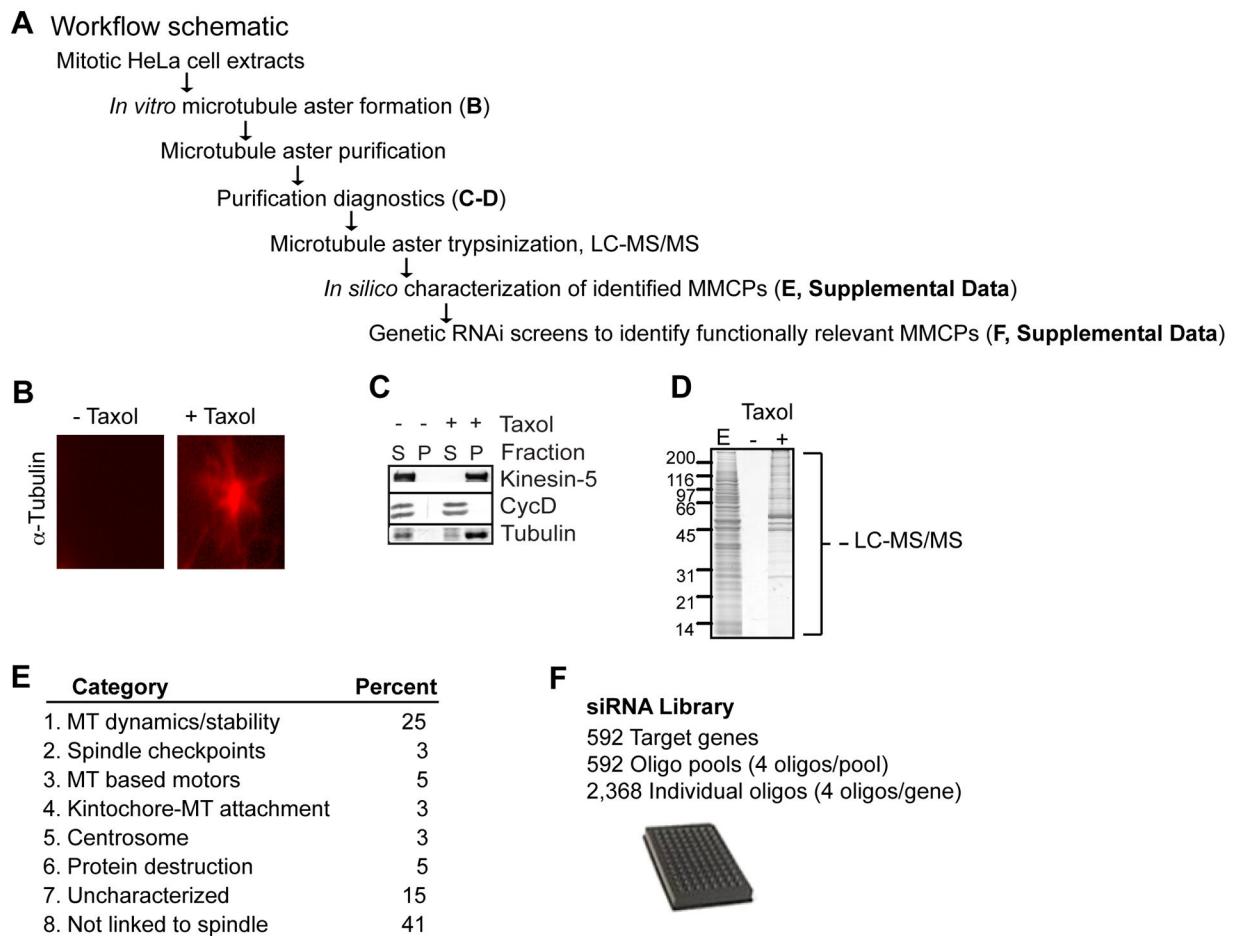 A Workflow schematic
Mitotic HeLa cell extracts
In vitro microtubule aster formation (B)
Microtubule aster purification
Purification diagnostics (C-D)
Microtubule aster trypsinization, LC-MS/MS
In silico characterization of identified MMCPs (E, Supplemental Data)
Genetic RNAi screens to identify functionally relevant MMCPs (F, Supplemental Data)
B
- Taxol + Taxol
α-Tubulin
C
- - + + Taxol
S P S P Fraction
Kinesin-5
CycD
Tubulin
D
Taxol
E - +
200
116
97
66
45
31
21
14
LC-MS/MS
E
Category Percent
1. MT dynamics/stability 25
2. Spindle checkpoints 3
3. MT based motors 5
4. Kintochore-MT attachment 3
5. Centrosome 3
6. Protein destruction 5
7. Uncharacterized 15
8. Not linked to spindle 41
F
siRNA Library
592 Target genes
592 Oligo pools (4 oligos/pool)
2,368 Individual oligos (4 oligos/gene)